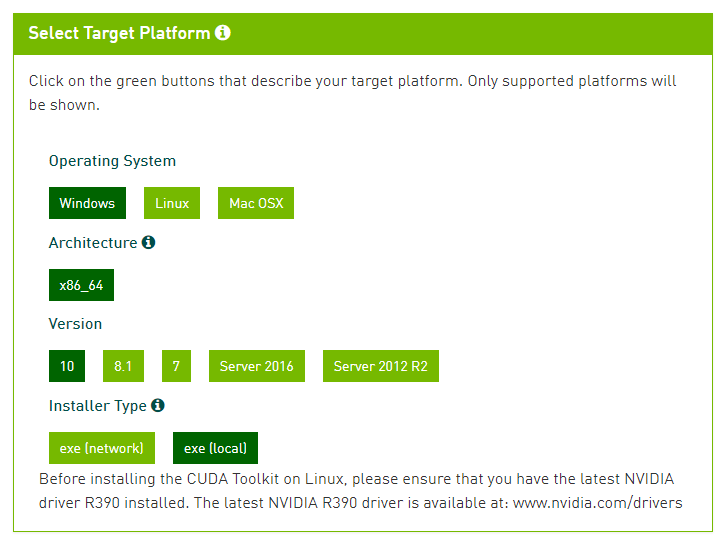 Select Target Platform
Click on the green buttons that describe your target platform. Only supported platforms will
be shown.
Operating System
Windows Linux Mac OSX
Architecture
x86_64
Version
10 8.1 7 Server 2016 Server 2012 R2
Installer Type
exe (network) exe (local)
Before installing the CUDA Toolkit on Linux, please ensure that you have the latest NVIDIA
driver R390 installed. The latest NVIDIA R390 driver is available at: www.nvidia.com/drivers